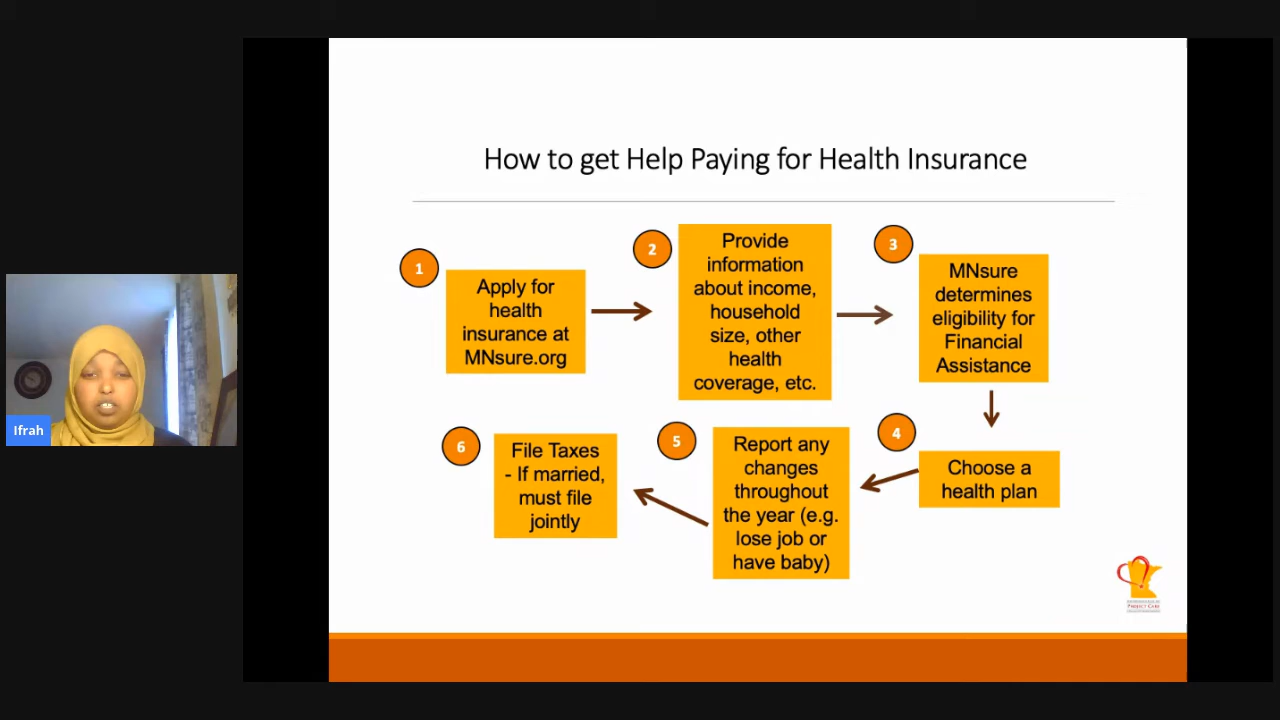 How to get Help Paying for Health Insurance
1
Apply for
health
insurance at
MNsure.org
2
Provide
information
about income,
household
size, other
health
coverage, etc.
3
MNsure
determines
eligibility for
Financial
Assistance
4
Choose a
health plan
5
Report any
changes
throughout
the year (e.g.
lose job or
have baby)
6
File Taxes
- If married,
must file
jointly
Ifrah
PROJECT CARE